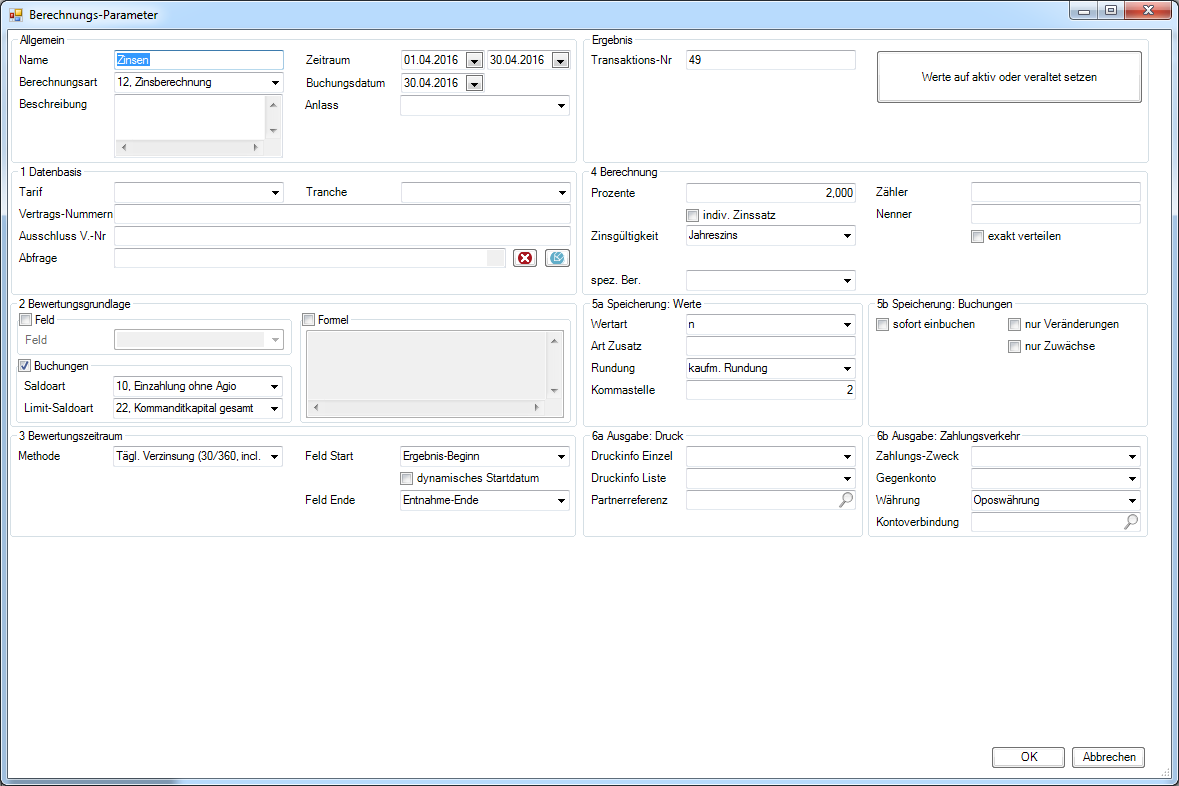 Berechnungs-Parameter
Allgemein
Name Zinsen Zeitraum 01.04.2016 30.04.2016
Berechnungsart 12, Zinsberechnung Buchungsdatum 30.04.2016
Beschreibung Anlass
Ergebnis
Transaktions-Nr 49 Werte auf aktiv oder veraltet setzen
1 Datenbasis
Tarif Tranche
Vertrags-Nummern
Ausschluss V.-Nr
Abfrage
4 Berechnung
Prozente 2,000 Zähler
indiv. Zinssatz Nenner
Zinsgültigkeit Jahreszins exakt verteilen
spez. Ber.
2 Bewertungsgrundlage
Feld Formel
Feld
Buchungen
Saldoart 10, Einzahlung ohne Agio
Limit-Saldoart 22, Kommanditkapital gesamt
5a Speicherung: Werte
Wertart n
Art Zusatz
Rundung kaufm. Rundung
Kommastelle 2
5b Speicherung: Buchungen
sofort einbuchen nur Veränderungen
nur Zuwächse
3 Bewertungszeitraum
Methode Tägl. Verzinsung (30/360, incl. Feld Start Ergebnis-Beginn
dynamisches Startdatum
Feld Ende Entnahme-Ende
6a Ausgabe: Druck
Druckinfo Einzel
Druckinfo Liste
Partnerreferenz
6b Ausgabe: Zahlungsverkehr
Zahlungs-Zweck
Gegenkonto
Währung Oposwährung
Kontoverbindung
OK Abbrechen